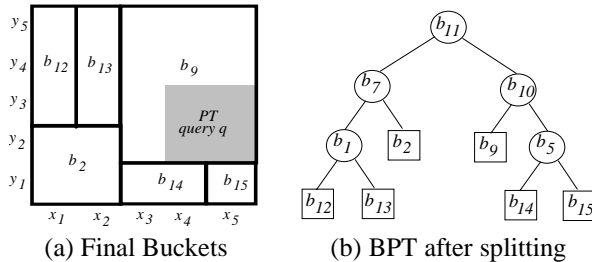 y5
y4
y3
y2
y1
b12
b13
b9
PT
query q
b2
b14
b15
x1 x2 x3 x4 x5
(a) Final Buckets
b11
b7
b10
b1
b2
b9
b5
b12
b13
b14
b15
(b) BPT after splitting